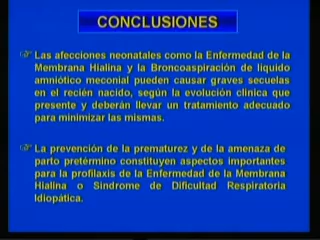 CONCLUSIONES
Las afecciones neonatales como la Enfermedad de la
Membrana Hialina y la Broncoaspiración de líquido
amniótico meconial pueden causar graves secuelas
en el recién nacido, según la evolución clínica que
presente y deberán llevar un tratamiento adecuado
para minimizar las mismas.
La prevención de la prematurez y de la amenaza de
parto pretérmino constituyen aspectos importantes
para la profilaxis de la Enfermedad de la Membrana
Hialina o Síndrome de Dificultad Respiratoria
Idiopática.